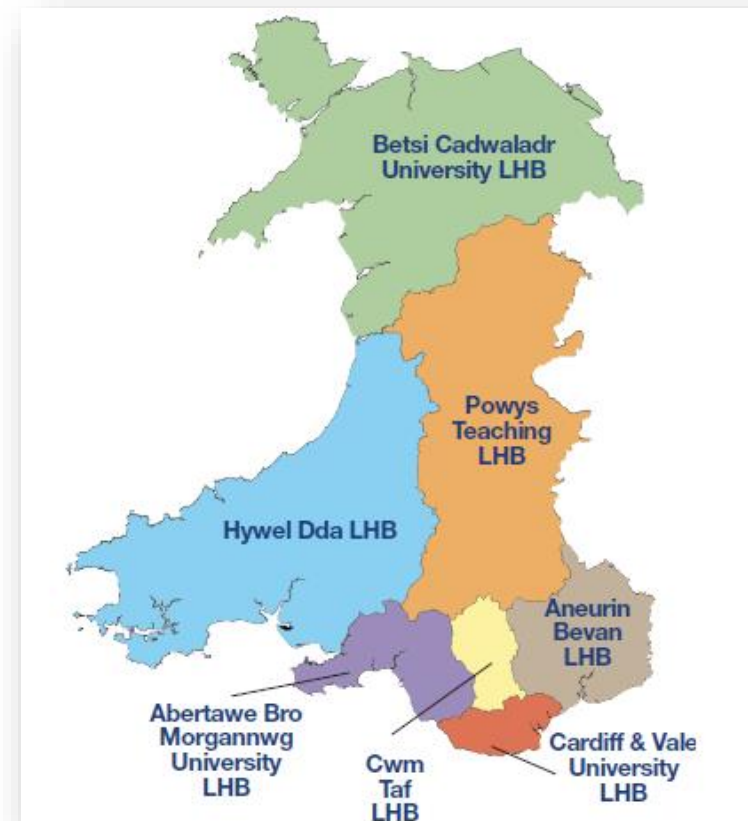 Betsi Cadwaladr
University LHB
Powys
Teaching
LHB
Hywel Dda LHB
Aneurin
Bevan
LHB
Abertawe Bro
Morgannwg
University
LHB
Cwm
Taf
LHB
Cardiff & Vale
University
LHB